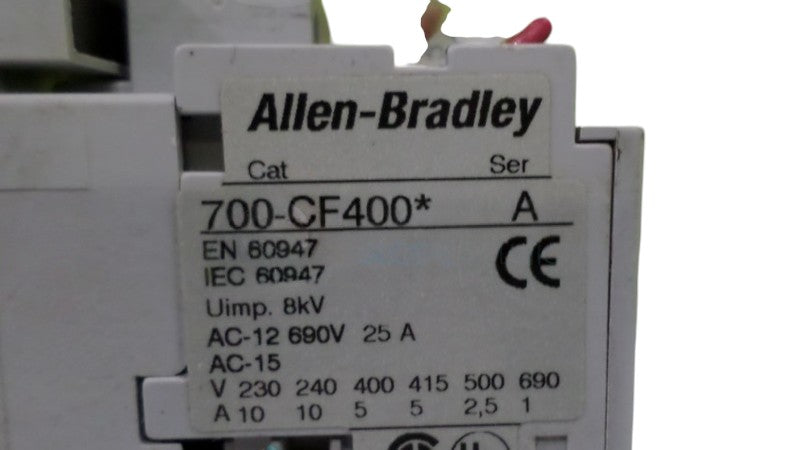 Allen-Bradley
Cat Ser
700-CF400* A
EN 60947
IEC 60947
CE
Uimp. 8kV
AC-12 690V 25 A
AC-15
V 230 240 400 415 500 690
A 10 10 5 5 2,5 1